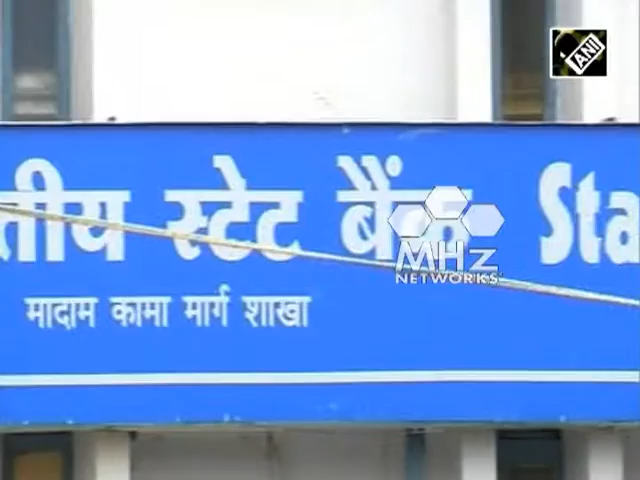 ANI
तीय स्टेट बैंक Sta
MHz
NETWORKS
मादाम कामा मार्ग शाखा